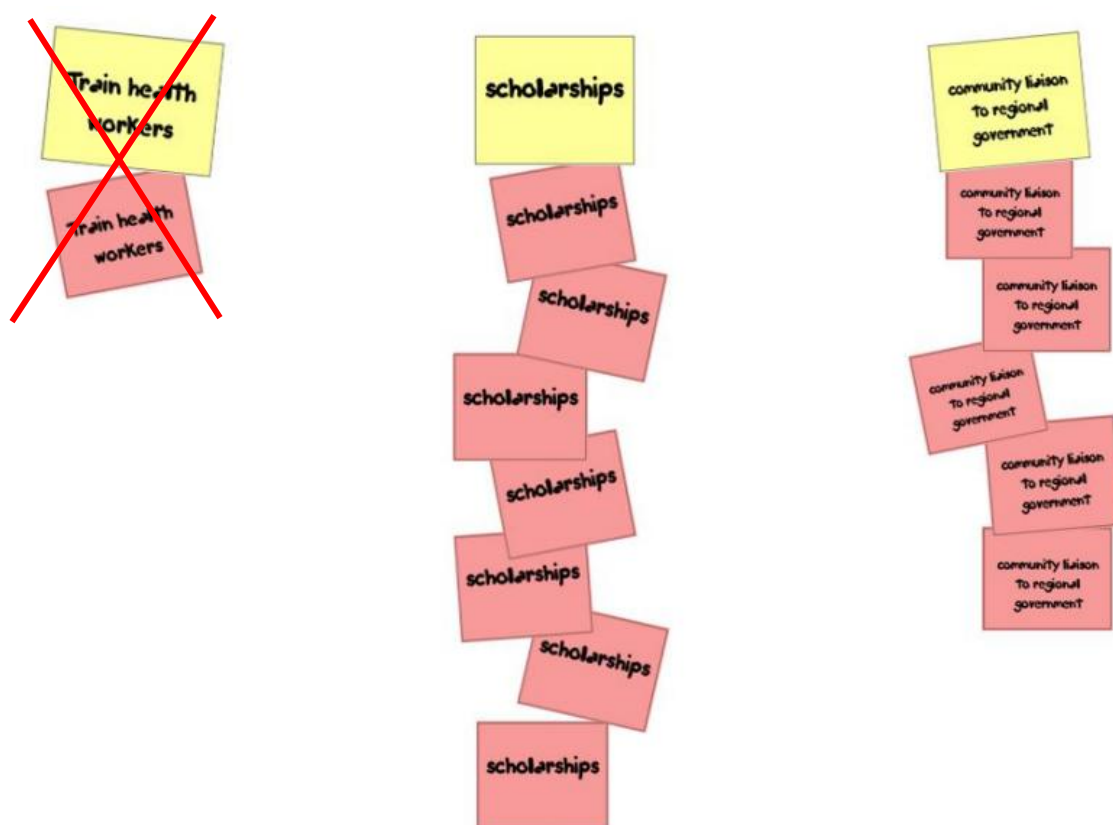 Train health
workers
Train health
workers
scholarships
scholarships
scholarships
scholarships
scholarships
scholarships
scholarships
scholarships
community liaison
to regional
government
community liaison
to regional
government
community liaison
to regional
government
community liaison
to regional
government
community liaison
to regional
government
community liaison
to regional
government